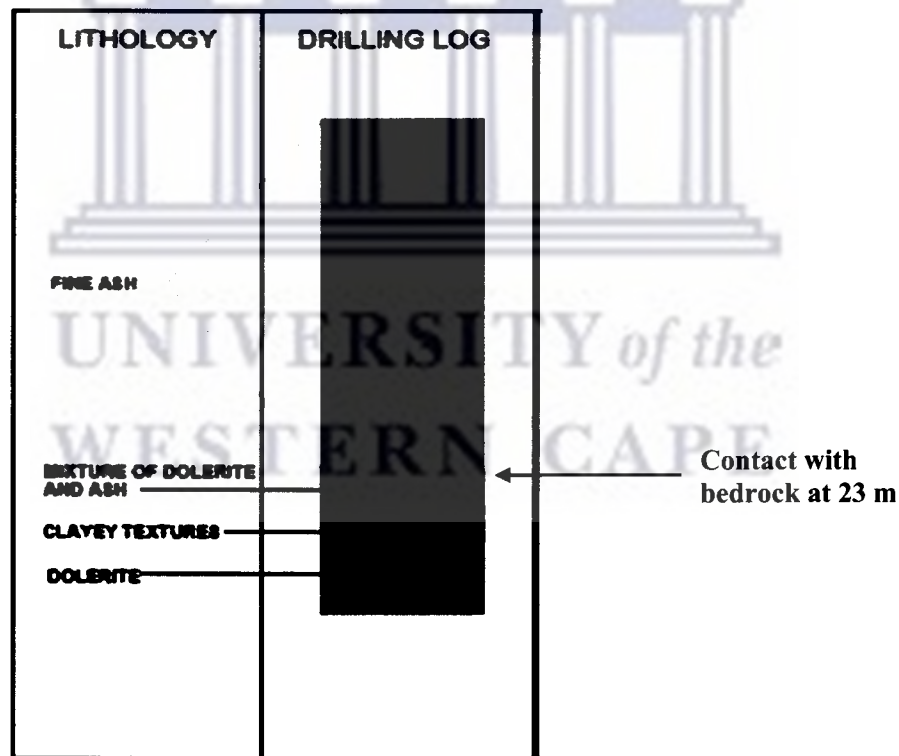 LITHOLOGY
DRILLING LOG
FINE ASH
UNIVERSITY of the
WESTERN CAPE
MIXTURE OF DOLERITE
AND ASH
Contact with
bedrock at 23 m
CLAYEY TEXTURES
DOLERITE